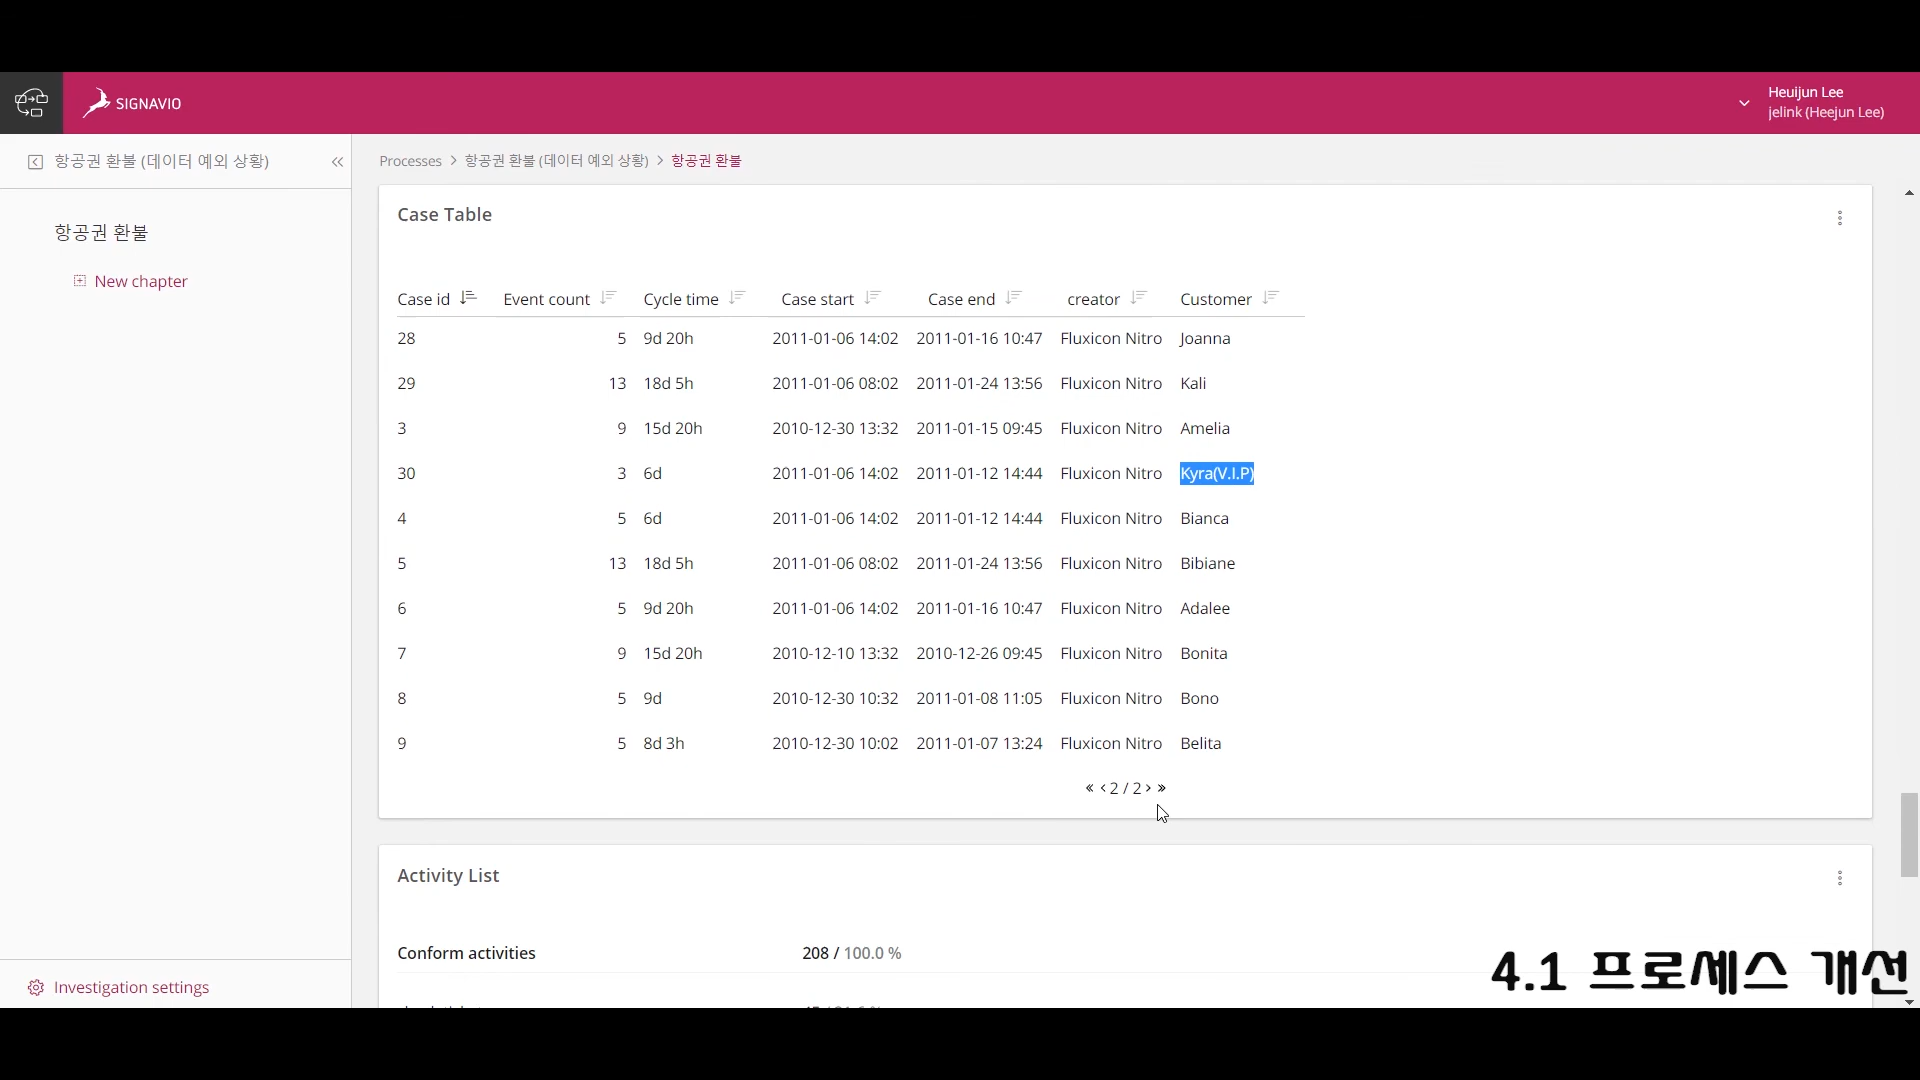 SIGNAVIO
Heuijun Lee
jelink (Heejun Lee)
항공권 환불 (데이터 예외 상황)
Processes > 항공권 환불 (데이터 예외 상황) > 항공권 환불
항공권 환불
New chapter
Case Table
Case id Event count Cycle time Case start Case end creator Customer
28 5 9d 20h 2011-01-06 14:02 2011-01-16 10:47 Fluxicon Nitro Joanna
29 13 18d 5h 2011-01-06 08:02 2011-01-24 13:56 Fluxicon Nitro Kali
3 9 15d 20h 2010-12-30 13:32 2011-01-15 09:45 Fluxicon Nitro Amelia
30 3 6d 2011-01-06 14:02 2011-01-12 14:44 Fluxicon Nitro Kyra(V.I.P)
4 5 6d 2011-01-06 14:02 2011-01-12 14:44 Fluxicon Nitro Bianca
5 13 18d 5h 2011-01-06 08:02 2011-01-24 13:56 Fluxicon Nitro Bibiane
6 5 9d 20h 2011-01-06 14:02 2011-01-16 10:47 Fluxicon Nitro Adalee
7 9 15d 20h 2010-12-10 13:32 2010-12-26 09:45 Fluxicon Nitro Bonita
8 5 9d 2010-12-30 10:32 2011-01-08 11:05 Fluxicon Nitro Bono
9 5 8d 3h 2010-12-30 10:02 2011-01-07 13:24 Fluxicon Nitro Belita
« ‹ 2 / 2 › »
Activity List
Conform activities 208 / 100.0 %
Investigation settings
4.1 프로세스 개선